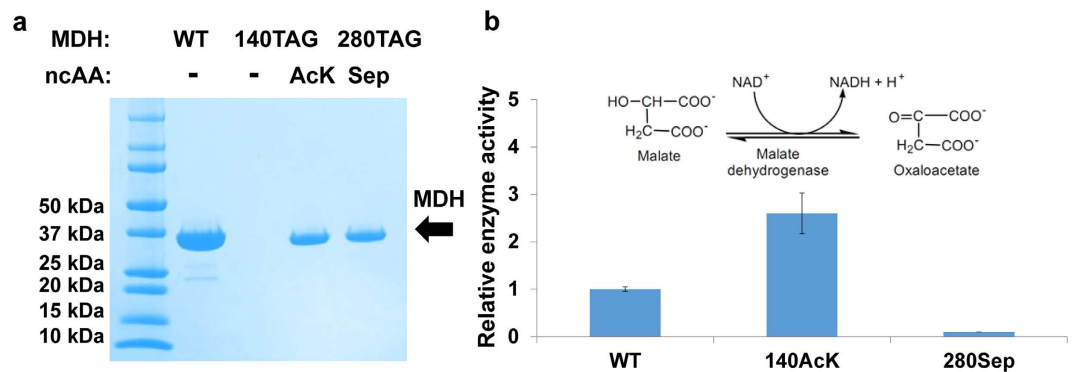 a
MDH: WT 140TAG 280TAG
ncAA: - - AcK Sep
50 kDa
37 kDa
25 kDa
20 kDa
15 kDa
10 kDa
MDH
b
Relative enzyme activity
5
4
3
2
1
0
NAD⁺ NADH + H⁺
HO—CH—COO⁻
H₂C—COO⁻
Malate
Malate
dehydrogenase
O=C—COO⁻
H₂C—COO⁻
Oxaloacetate
WT 140AcK 280Sep